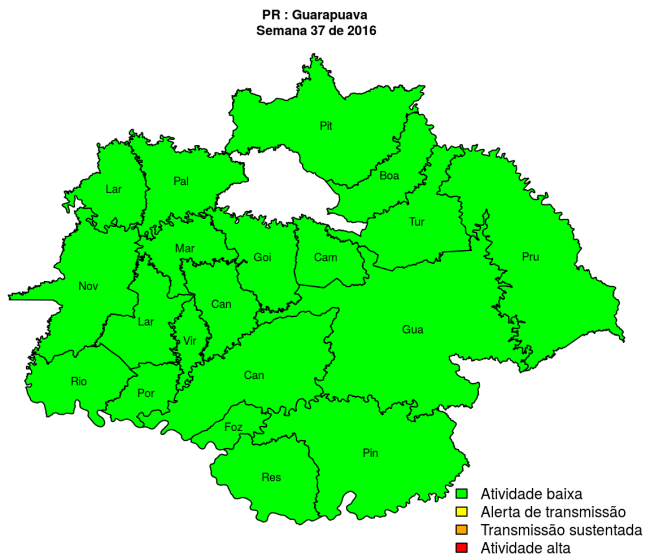 PR : Guarapuava
Semana 37 de 2016
Pit
Boa
Lar
Pal
Tur
Mar
Goi
Cam
Pru
Nov
Can
Lar
Vir
Gua
Rio
Por
Can
Foz
Pin
Res
Atividade baixa
Alerta de transmissão
Transmissão sustentada
Atividade alta